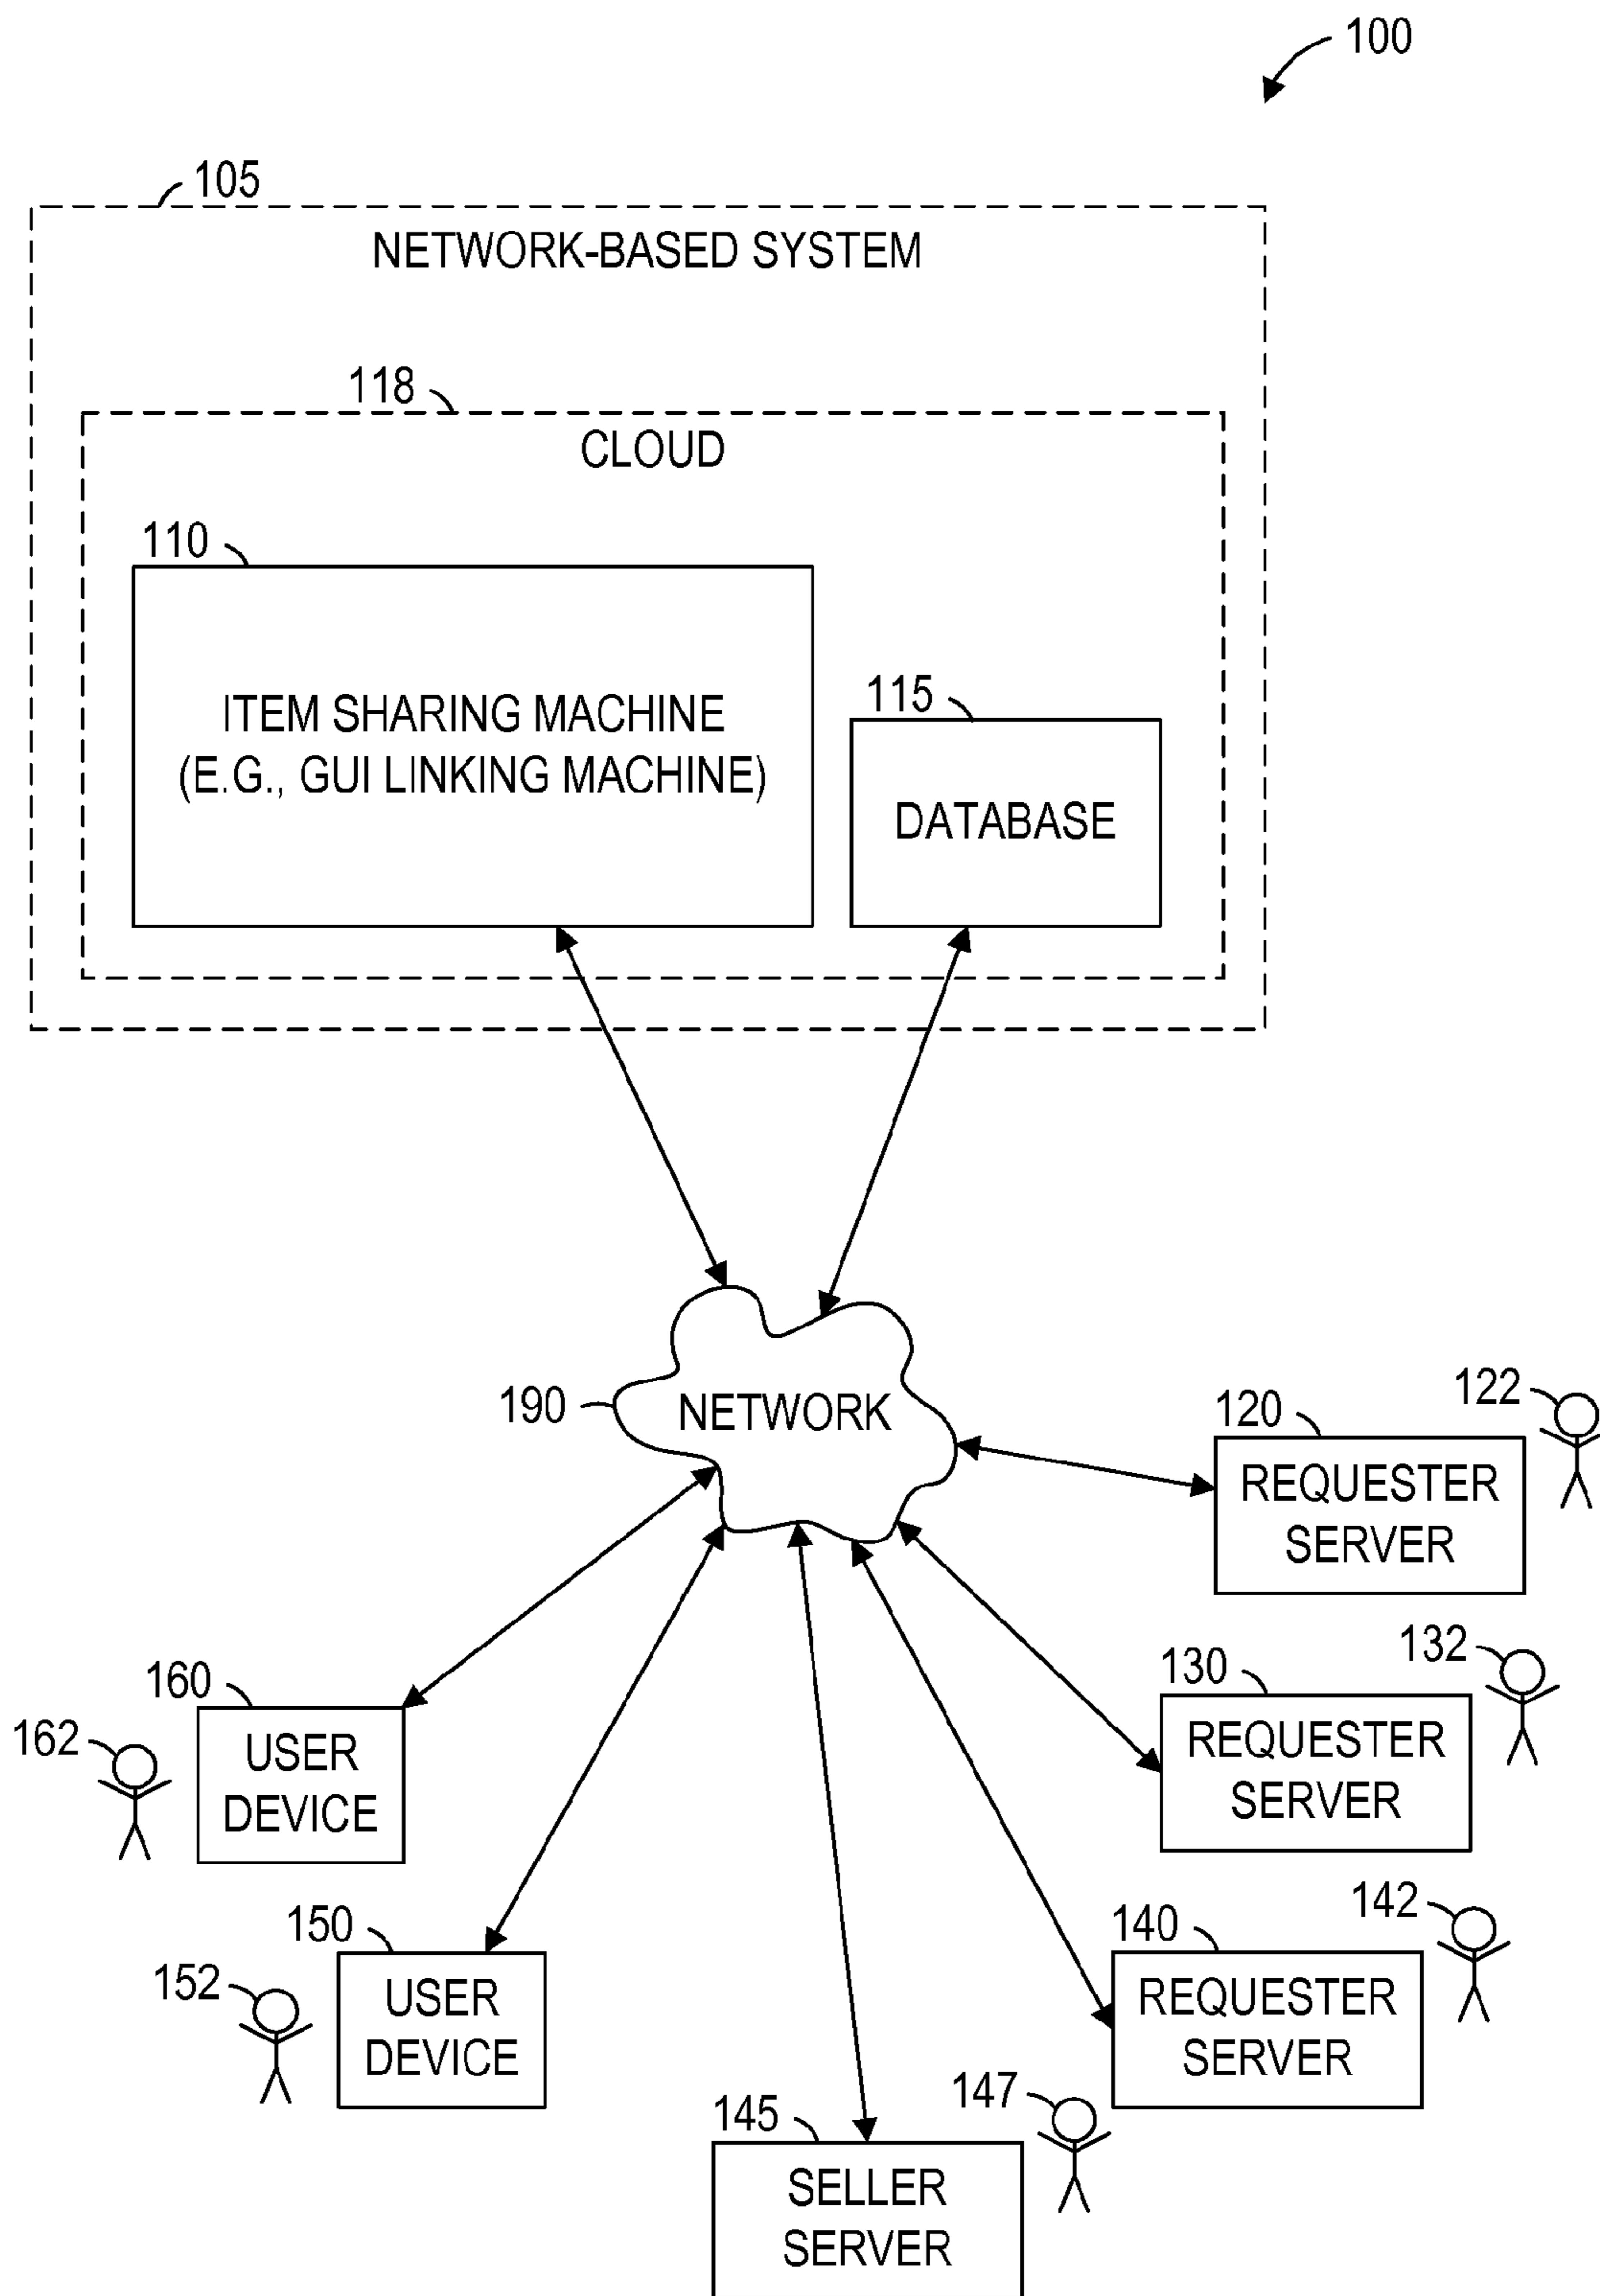 100
105
NETWORK-BASED SYSTEM
118
CLOUD
110
ITEM SHARING MACHINE
(E.G., GUI LINKING MACHINE)
115
DATABASE
190
NETWORK
122
120
REQUESTER
SERVER
132
130
REQUESTER
SERVER
160
162
USER
DEVICE
142
140
REQUESTER
SERVER
150
152
USER
DEVICE
147
145
SELLER
SERVER